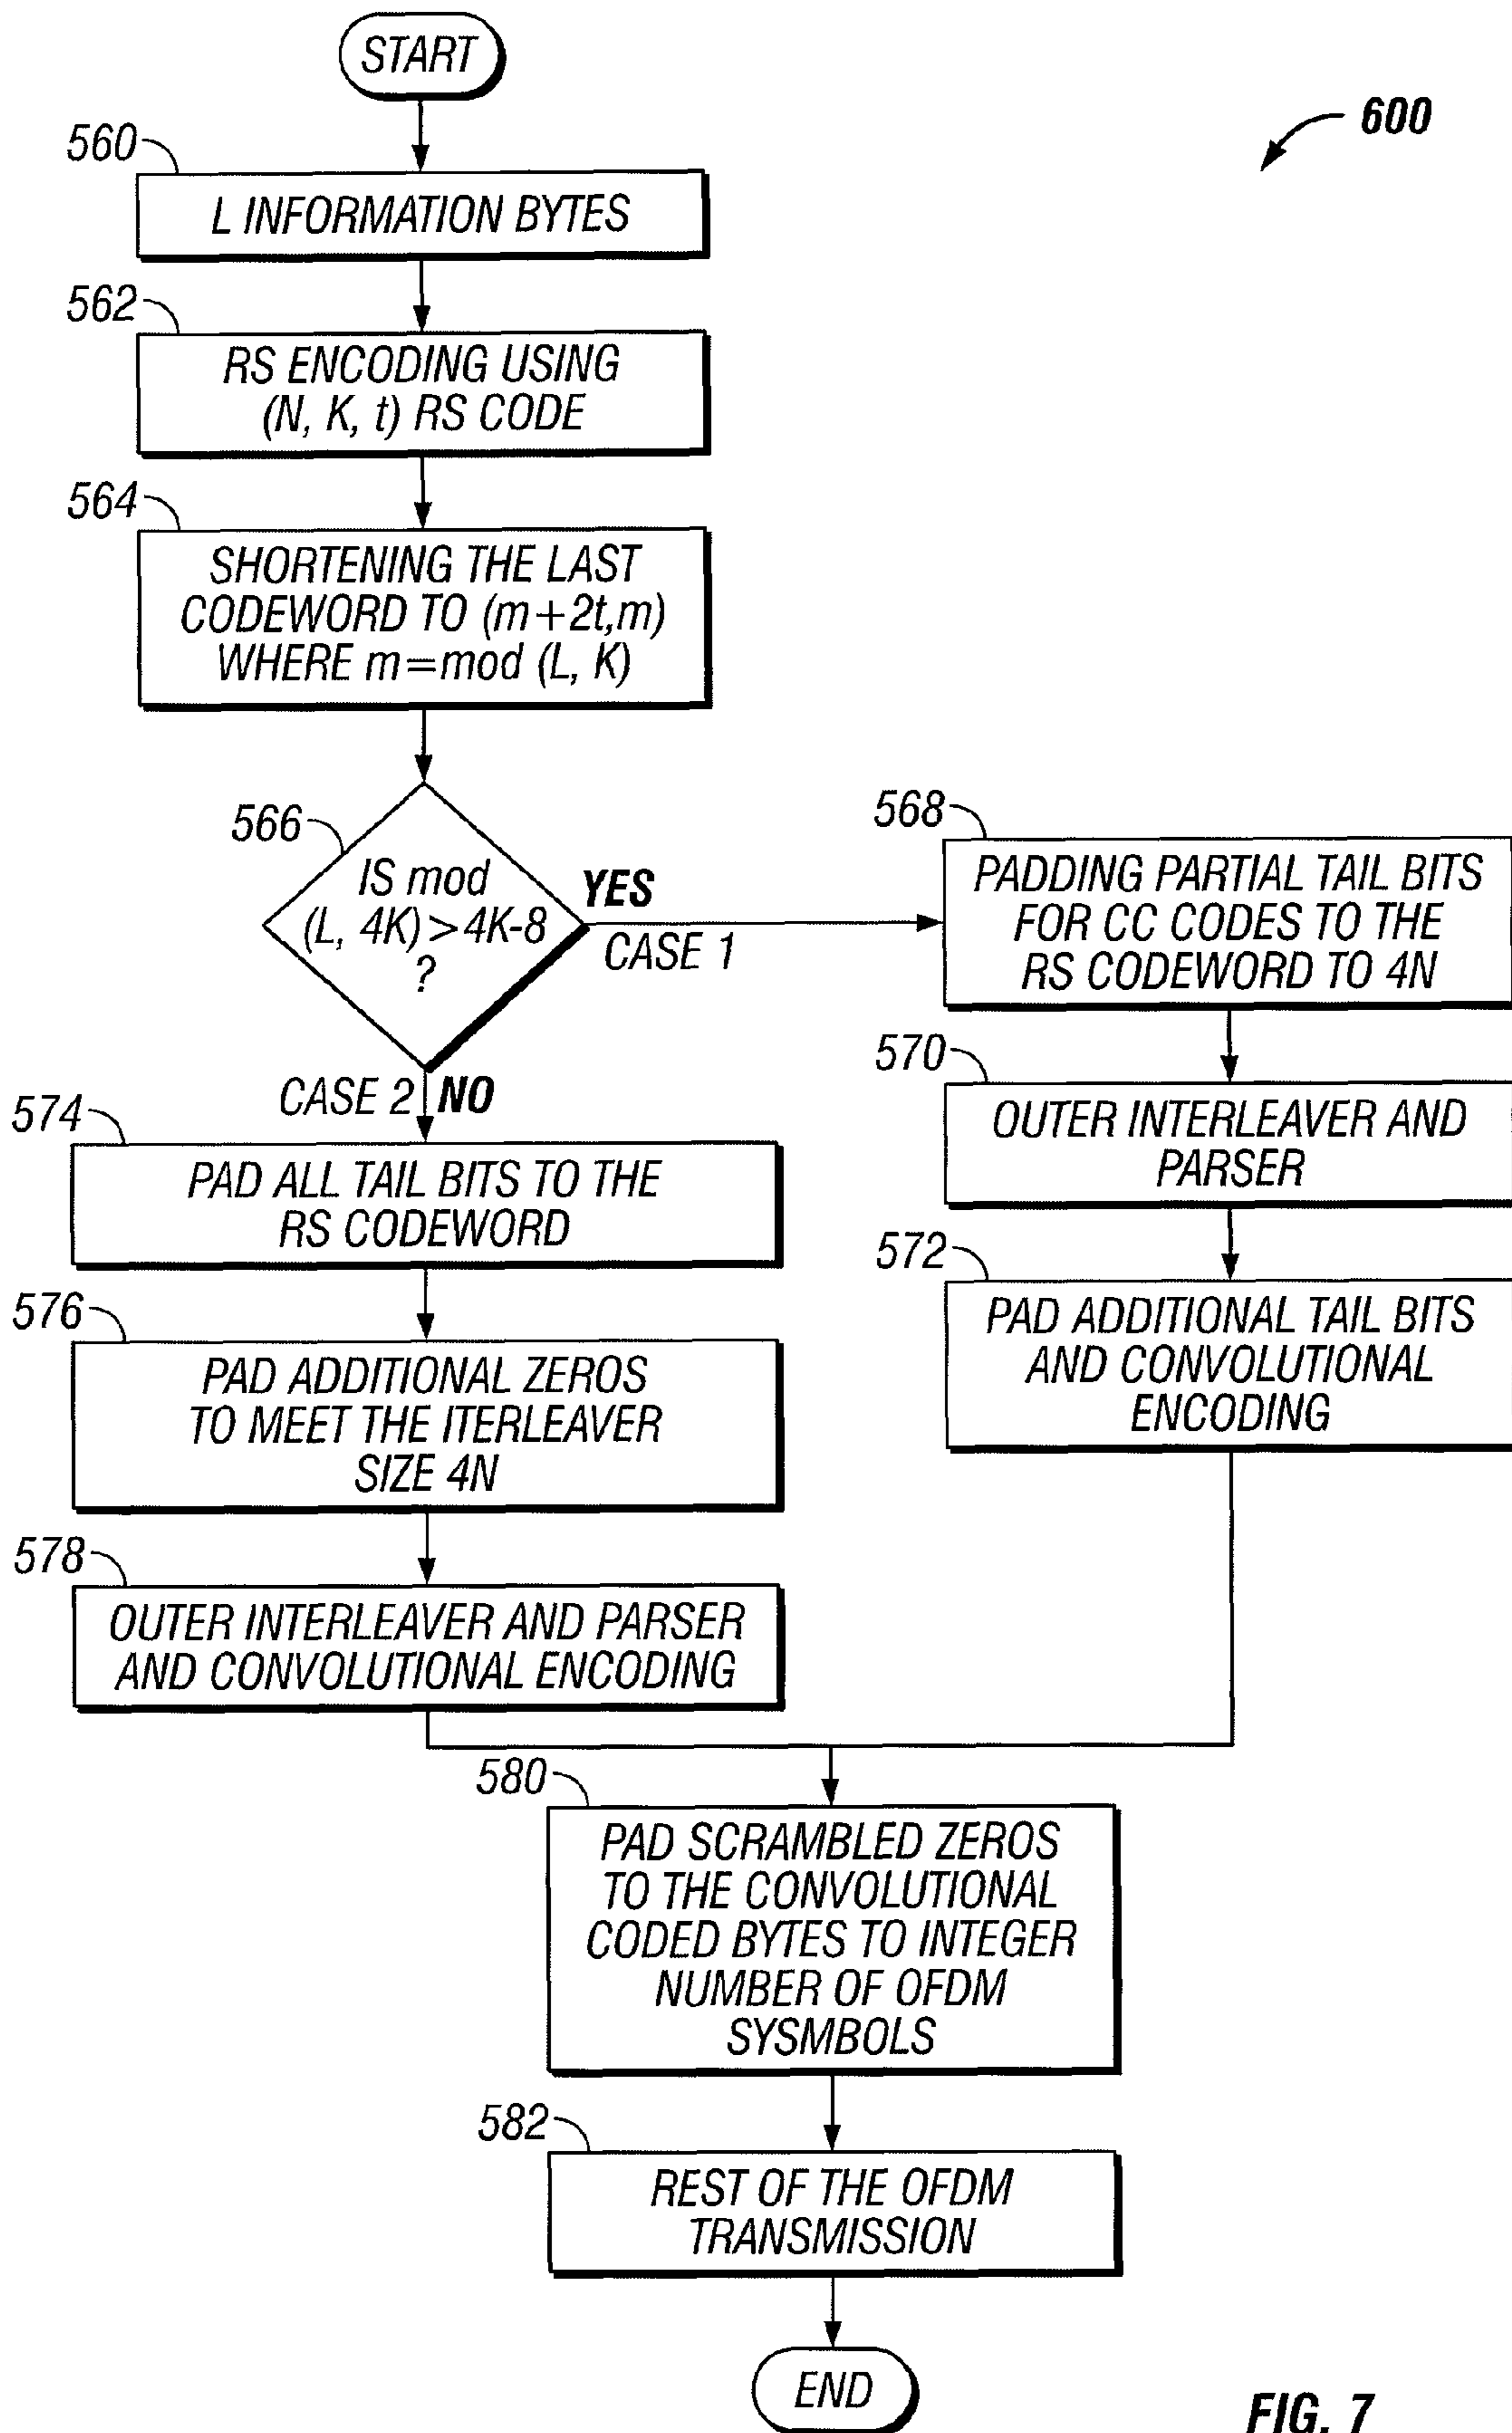 START
600
560
L INFORMATION BYTES
562
RS ENCODING USING
(N, K, t) RS CODE
564
SHORTENING THE LAST
CODEWORD TO (m+2t,m)
WHERE m=mod (L, K)
566
IS mod
(L, 4K)>4K-8
?
YES
CASE 1
568
PADDING PARTIAL TAIL BITS
FOR CC CODES TO THE
RS CODEWORD TO 4N
570
OUTER INTERLEAVER AND
PARSER
572
PAD ADDITIONAL TAIL BITS
AND CONVOLUTIONAL
ENCODING
CASE 2 NO
574
PAD ALL TAIL BITS TO THE
RS CODEWORD
576
PAD ADDITIONAL ZEROS
TO MEET THE ITERLEAVER
SIZE 4N
578
OUTER INTERLEAVER AND PARSER
AND CONVOLUTIONAL ENCODING
580
PAD SCRAMBLED ZEROS
TO THE CONVOLUTIONAL
CODED BYTES TO INTEGER
NUMBER OF OFDM
SYSMBOLS
582
REST OF THE OFDM
TRANSMISSION
END
FIG. 7